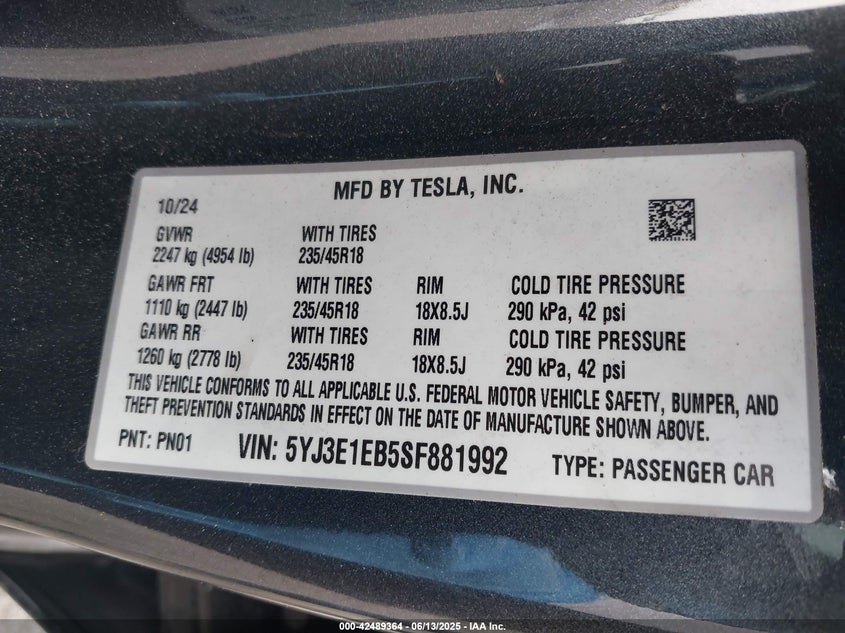 MFD BY TESLA, INC.
10/24
GVWR WITH TIRES
2247 kg (4954 lb) 235/45R18
GAWR FRT WITH TIRES RIM COLD TIRE PRESSURE
1110 kg (2447 lb) 235/45R18 18X8.5J 290 kPa, 42 psi
GAWR RR WITH TIRES RIM COLD TIRE PRESSURE
1260 kg (2778 lb) 235/45R18 18X8.5J 290 kPa, 42 psi
THIS VEHICLE CONFORMS TO ALL APPLICABLE U.S. FEDERAL MOTOR VEHICLE SAFETY, BUMPER, AND
THEFT PREVENTION STANDARDS IN EFFECT ON THE DATE OF MANUFACTURE SHOWN ABOVE.
PNT: PN01 VIN: 5YJ3E1EB5SF881992 TYPE: PASSENGER CAR
000-42489364 - 06/13/2025 - IAA Inc.